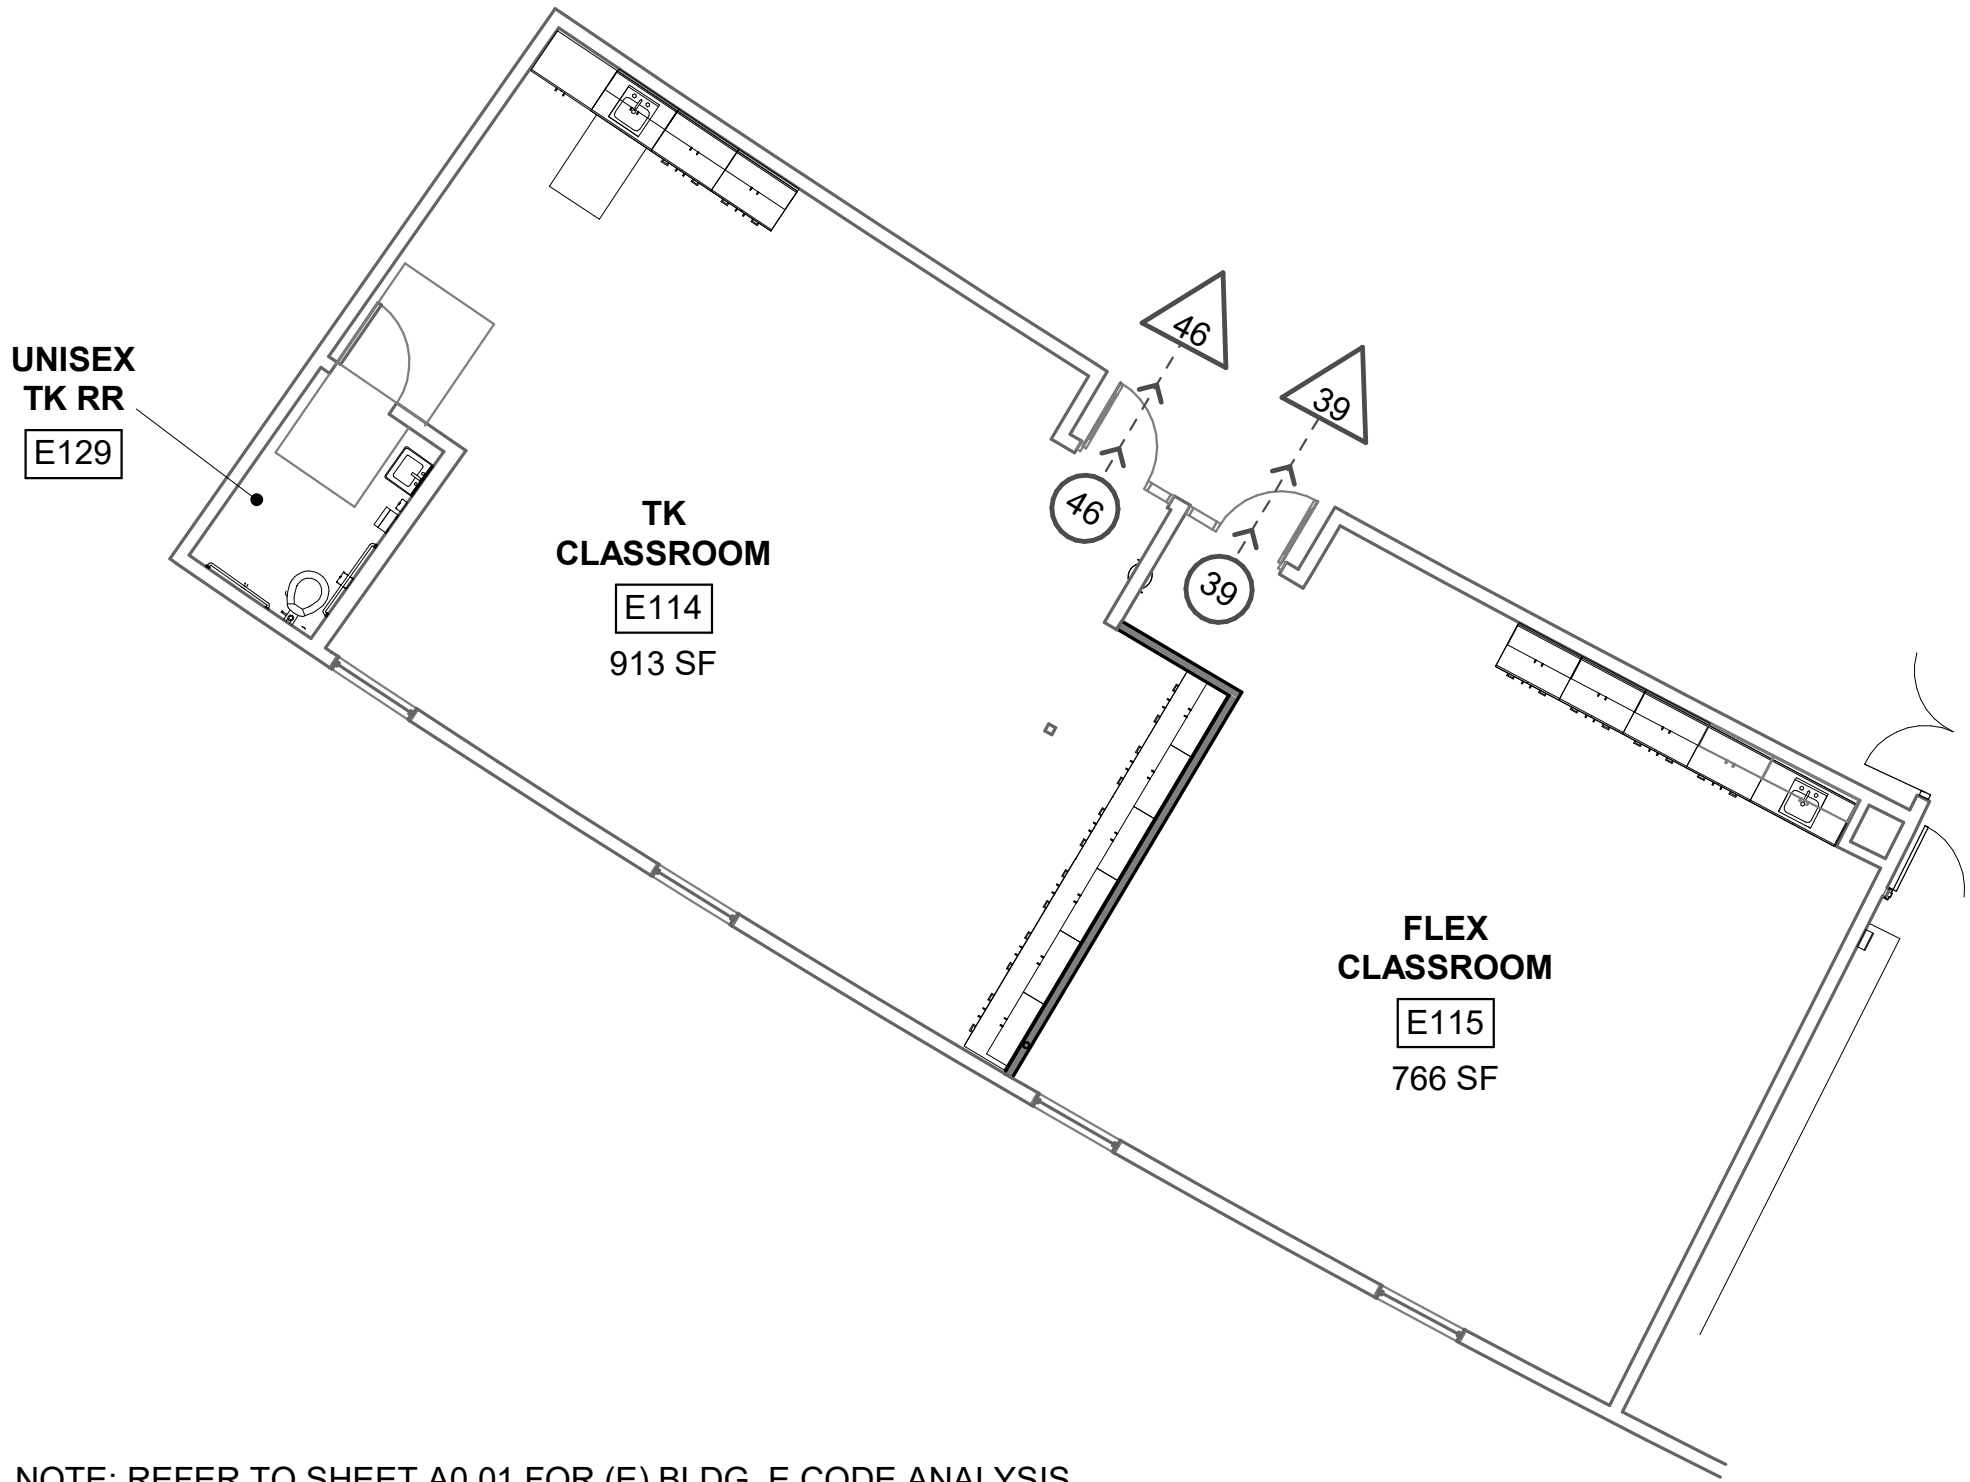 46
39
UNISEX
TK RR
E129
46
39
TK
CLASSROOM
E114
913 SF
FLEX
CLASSROOM
E115
766 SF
NOTE: REFER TO SHEET A0.01 FOR (E) BLDG. E CODE ANALYSIS